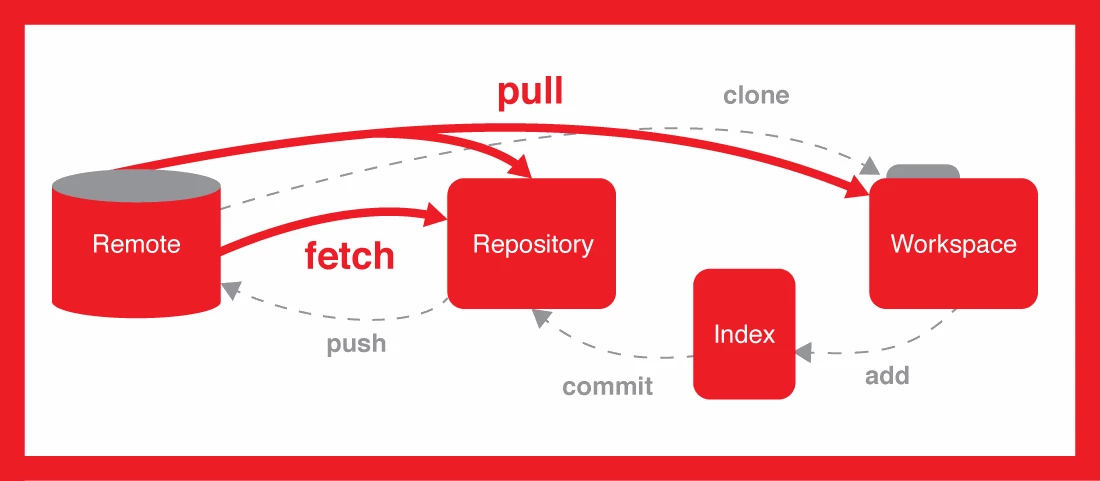 pull
clone
Remote
Repository
Workspace
fetch
Index
push
commit
add